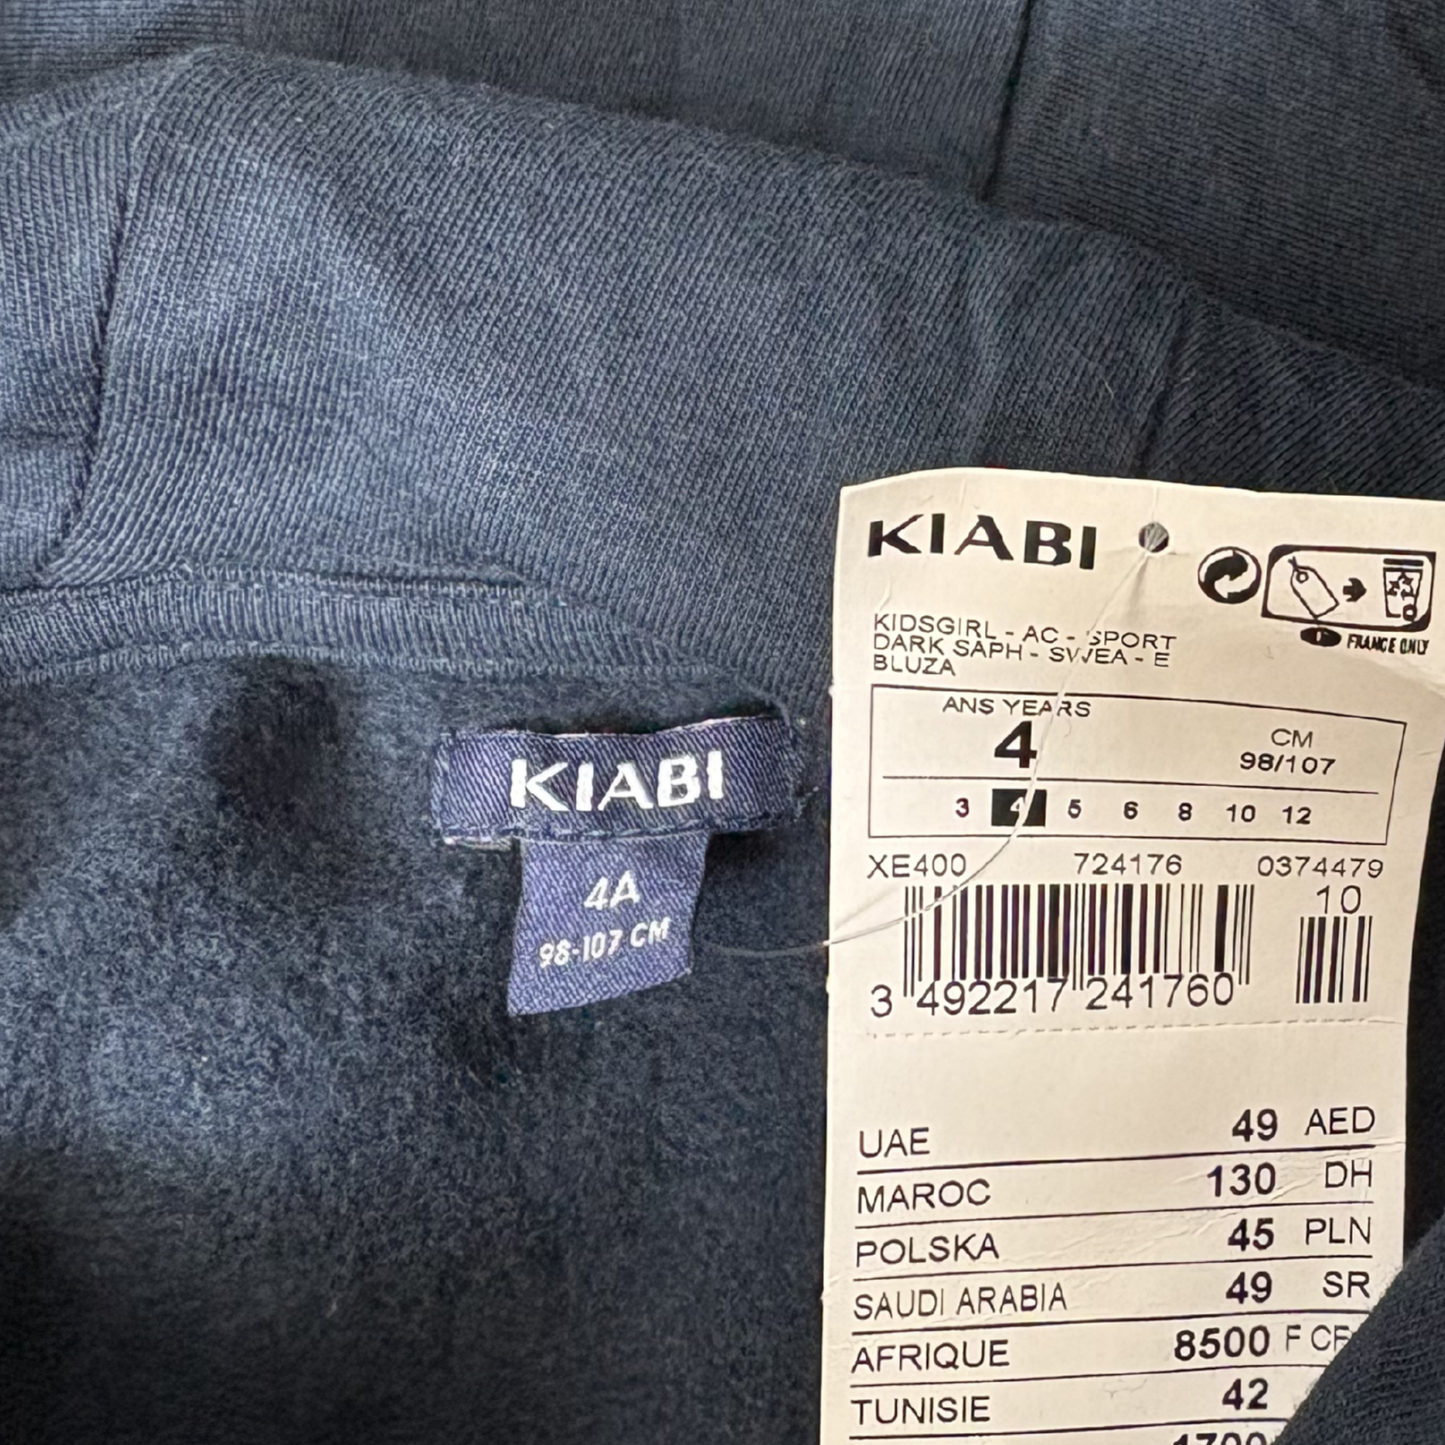 KIABI
4A
98-107 CM
KIABI
FRANCE ONLY
KIDSGIRL - AC - SPORT
DARK SAPH - SWEA - E
BLUZA
ANS YEARS
4
CM
98/107
3 4 5 6 8 10 12
XE400 724176 0374479
10
3 492217 241760
UAE 49 AED
MAROC 130 DH
POLSKA 45 PLN
SAUDI ARABIA 49 SR
AFRIQUE 8500 F CF
TUNISIE 42